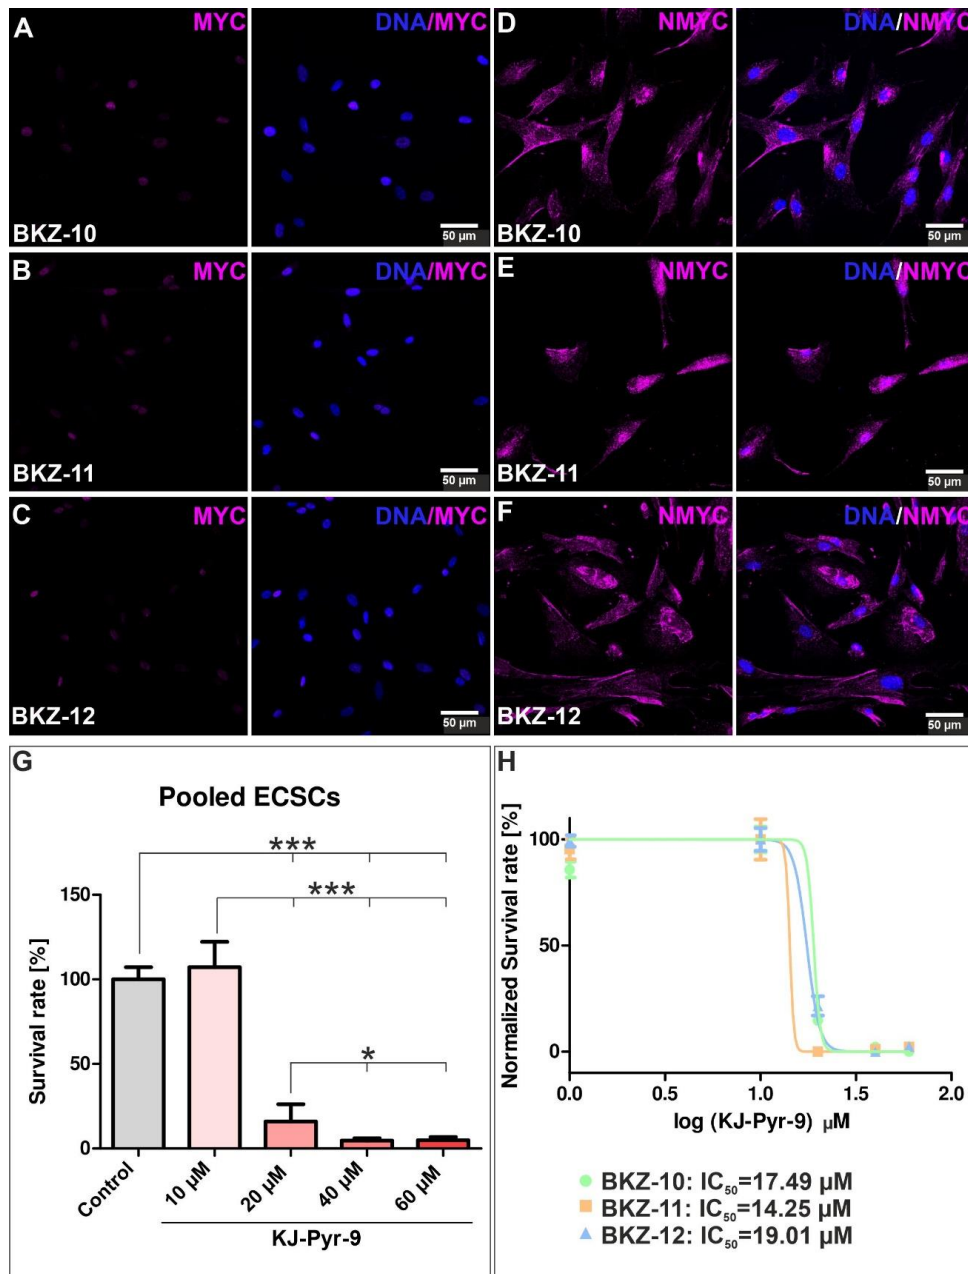 A
MYC
DNA/MYC
BKZ-10
50 µm
D
NMYC
DNA/NMYC
BKZ-10
50 µm
B
MYC
DNA/MYC
BKZ-11
50 µm
E
NMYC
DNA/NMYC
BKZ-11
50 µm
C
MYC
DNA/MYC
BKZ-12
50 µm
F
NMYC
DNA/NMYC
BKZ-12
50 µm
G
Pooled ECSCs
***
***
*
Survival rate [%]
150
100
50
0
Control
10 µM
20 µM
40 µM
60 µM
KJ-Pyr-9
H
Normalized Survival rate [%]
100
50
0
0.0 0.5 1.0 1.5 2.0
log (KJ-Pyr-9) µM
BKZ-10: IC50=17.49 µM
BKZ-11: IC50=14.25 µM
BKZ-12: IC50=19.01 µM